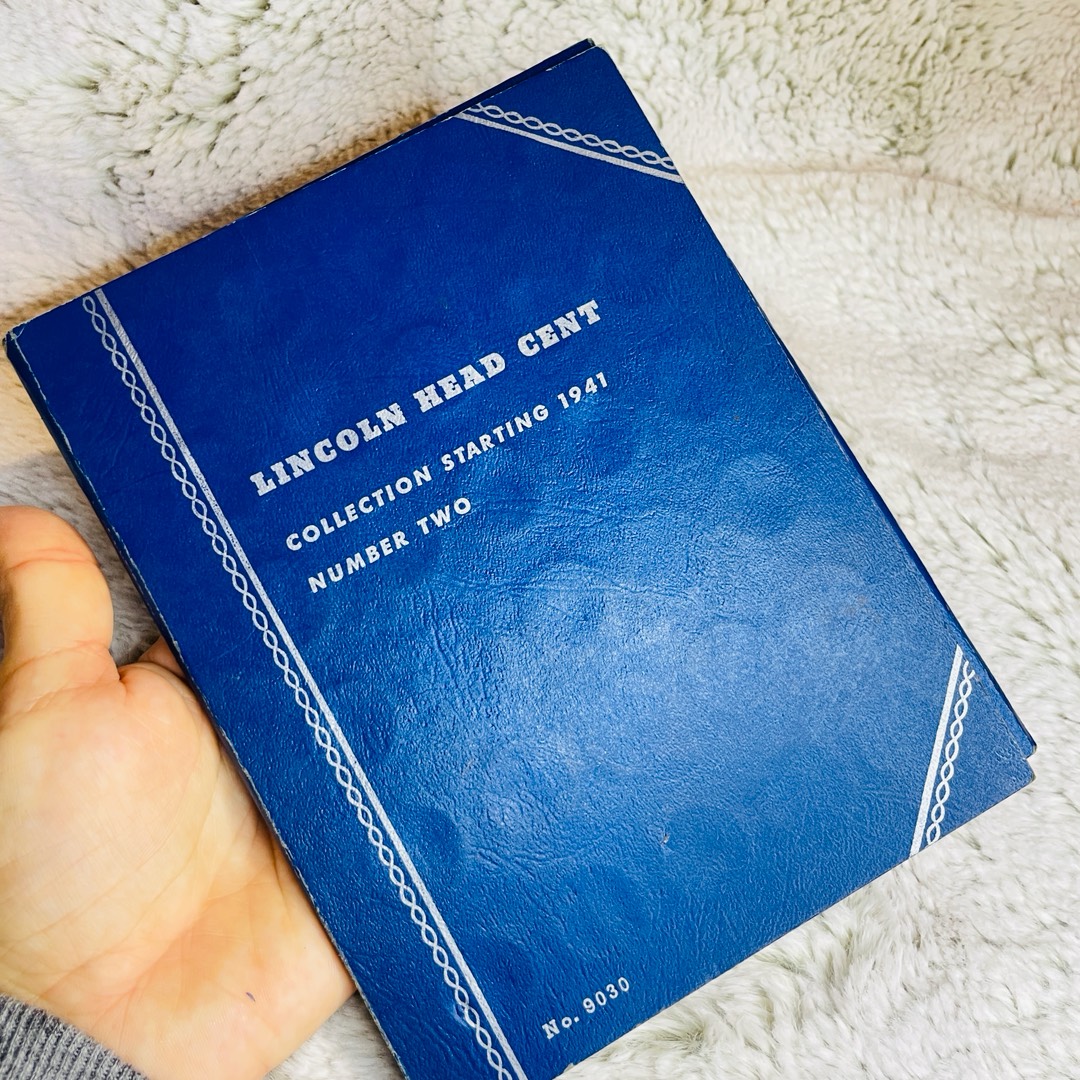 LINCOLN HEAD CENT
COLLECTION STARTING 1941
NUMBER TWO
No. 9030